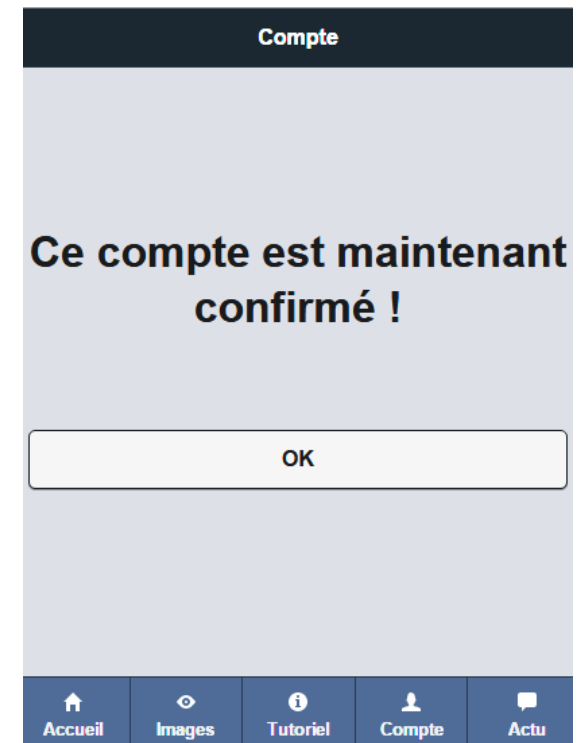 Compte
Ce compte est maintenant
confirmé !
OK
Accueil
Images
Tutoriel
Compte
Actu